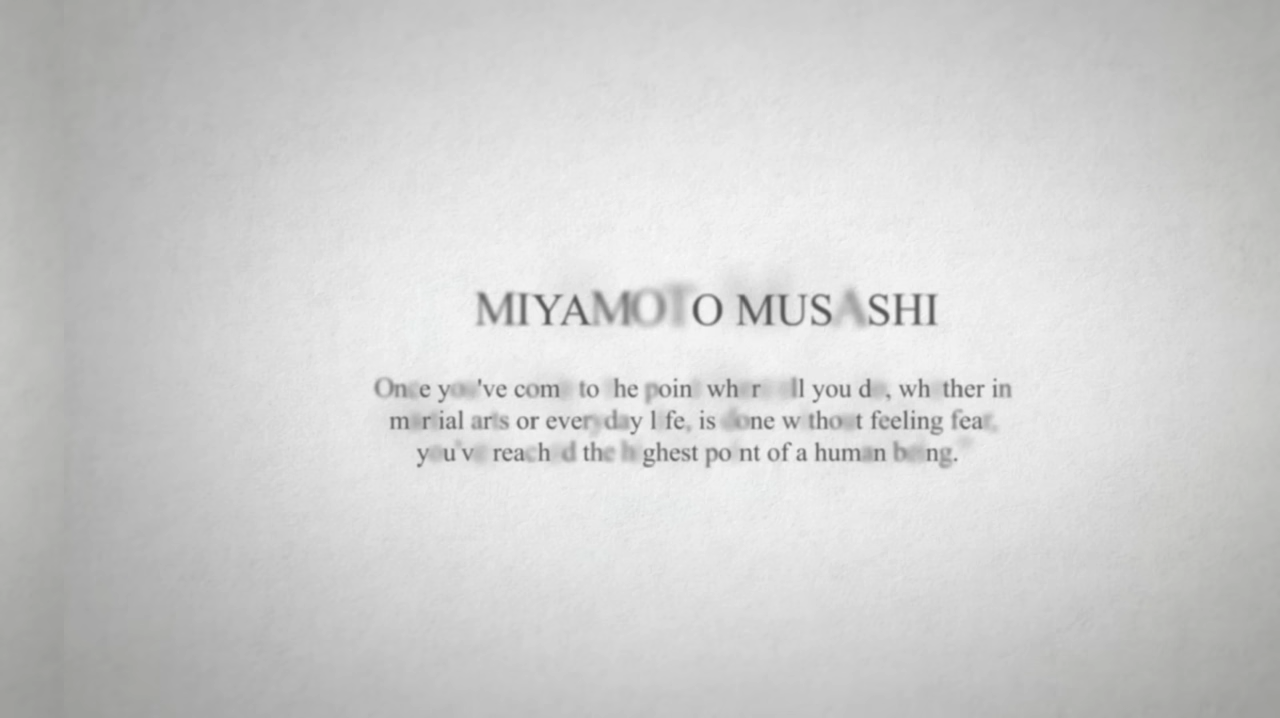 MIYAMOTO MUSASHI
Once you've come to the point where all you do, whether in
martial arts or everyday life, is done without feeling fear,
you've reached the highest point of a human being."